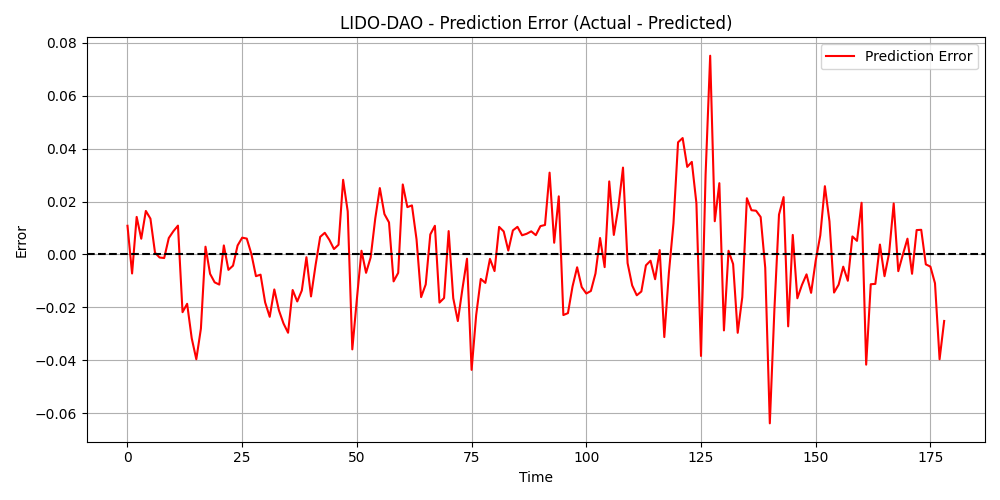 LIDO-DAO - Prediction Error (Actual - Predicted)
Prediction Error
Error
0.08
0.06
0.04
0.02
0.00
−0.02
−0.04
−0.06
0 25 50 75 100 125 150 175
Time